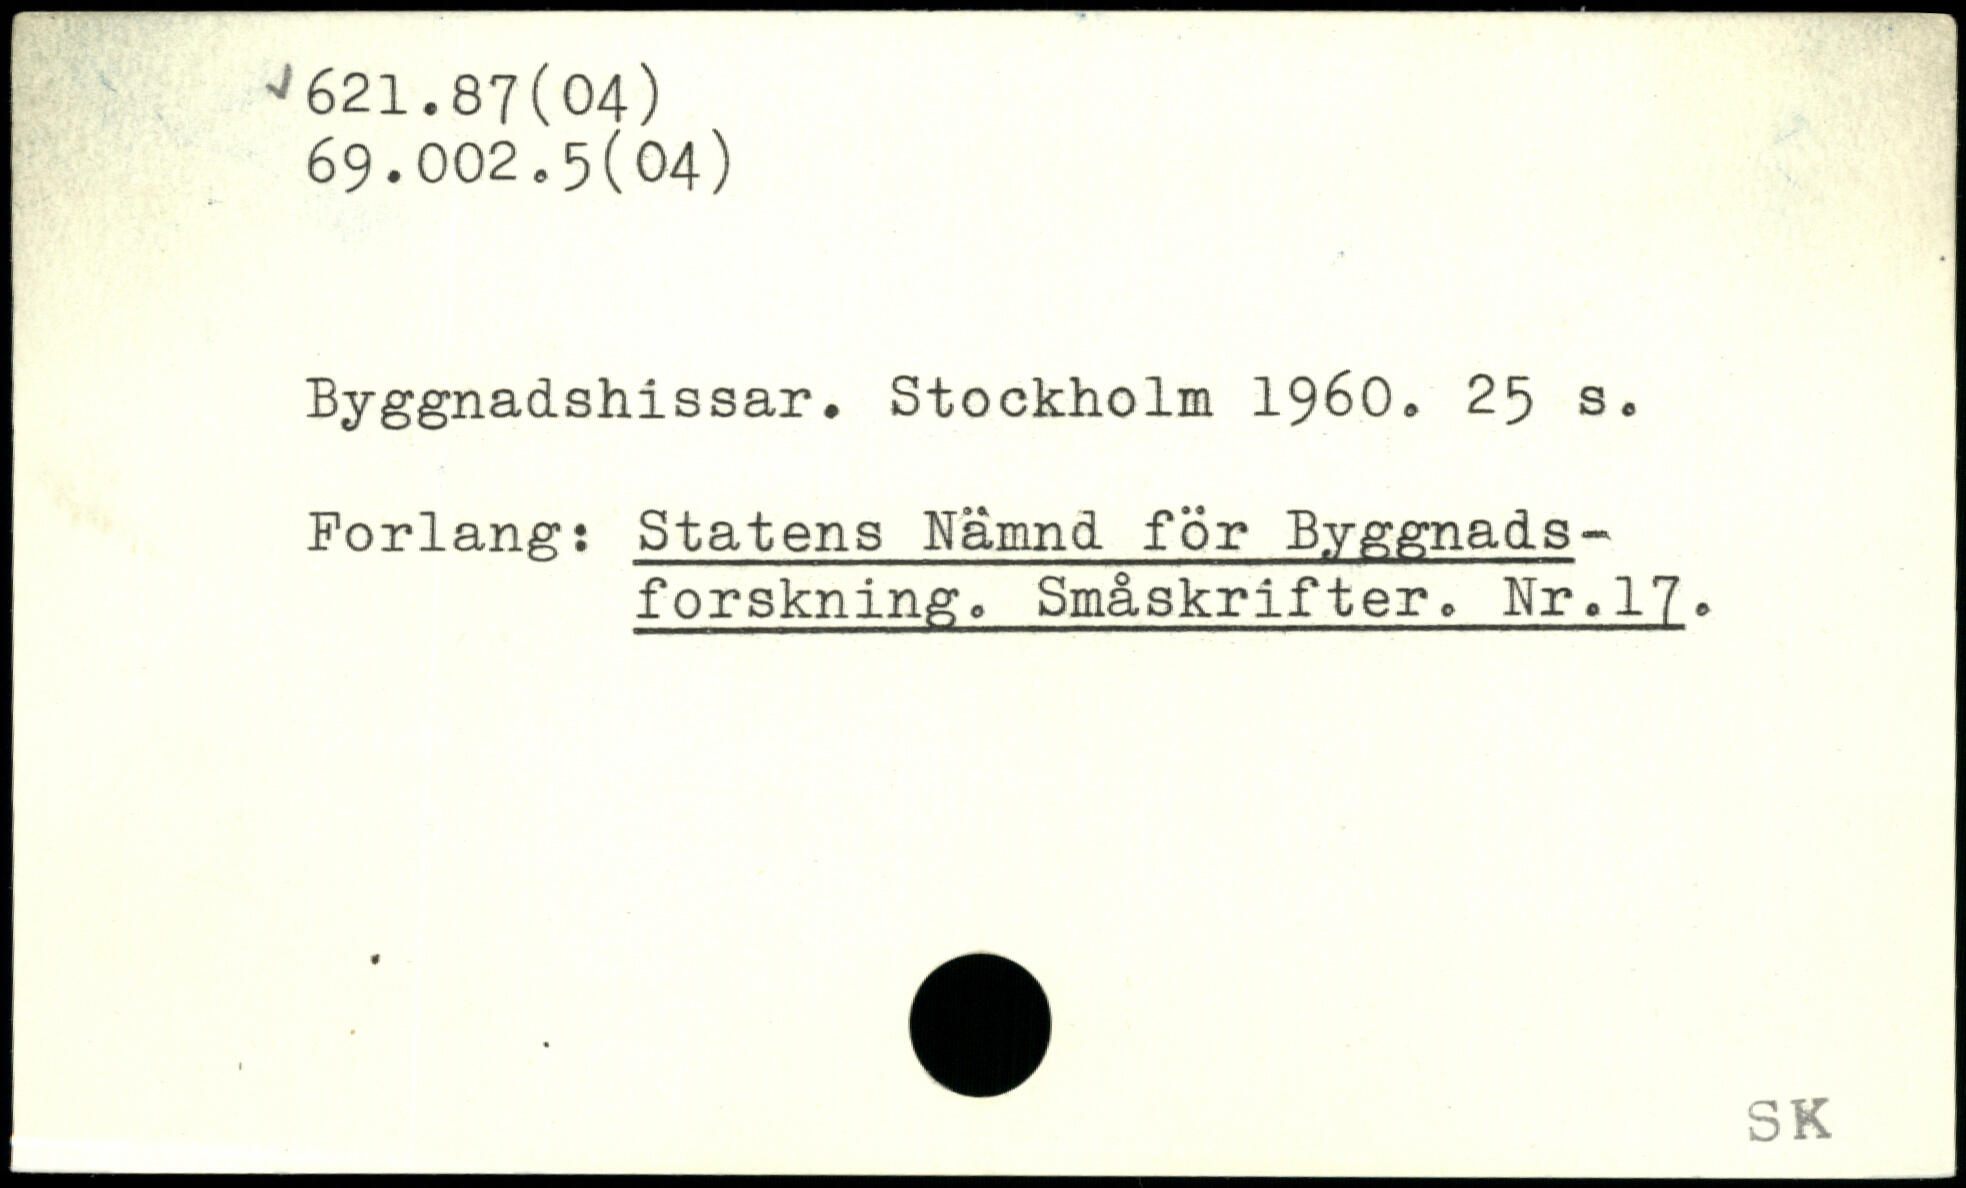 621.87(04)
69.002.5(04)
Byggnadshissar. Stockholm 1960. 25 s.
Forlang: Statens Nämnd för Byggnads-
forskning. Småskrifter. Nr.17.
SK